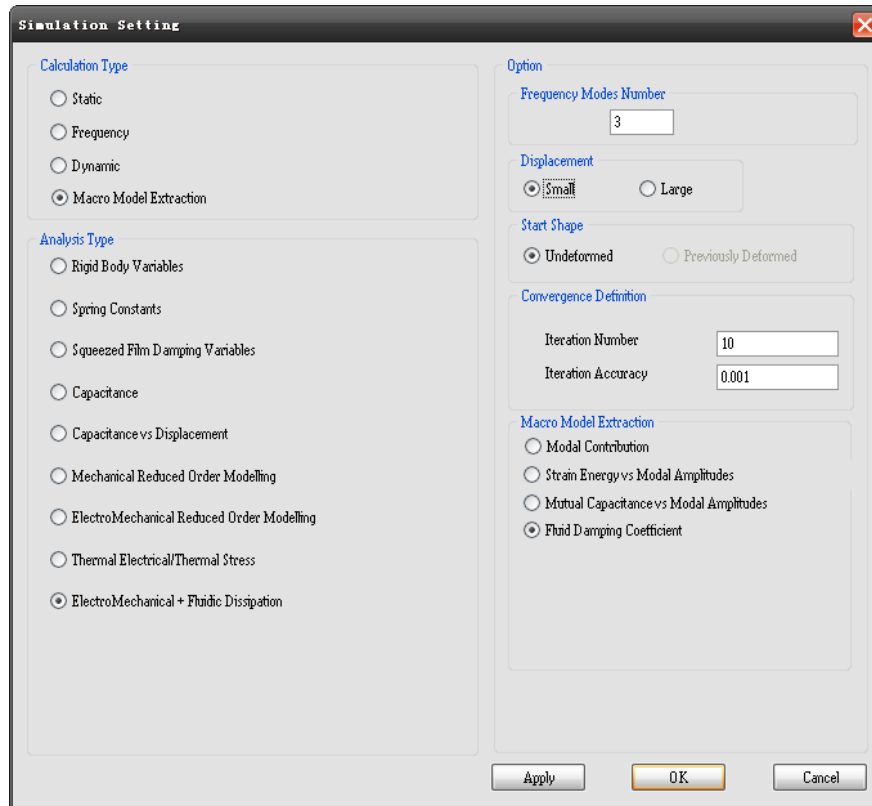 Simulation Setting
Calculation Type
Static
Frequency
Dynamic
Macro Model Extraction
Analysis Type
Rigid Body Variables
Spring Constants
Squeezed Film Damping Variables
Capacitance
Capacitance vs Displacement
Mechanical Reduced Order Modelling
ElectroMechanical Reduced Order Modelling
Thermal Electrical/Thermal Stress
ElectroMechanical + Fluidic Dissipation
Option
Frequency Modes Number
3
Displacement
Small Large
Start Shape
Undeformed Previously Deformed
Convergence Definition
Iteration Number 10
Iteration Accuracy 0.001
Macro Model Extraction
Modal Contribution
Strain Energy vs Modal Amplitudes
Mutual Capacitance vs Modal Amplitudes
Fluid Damping Coefficient
Apply OK Cancel